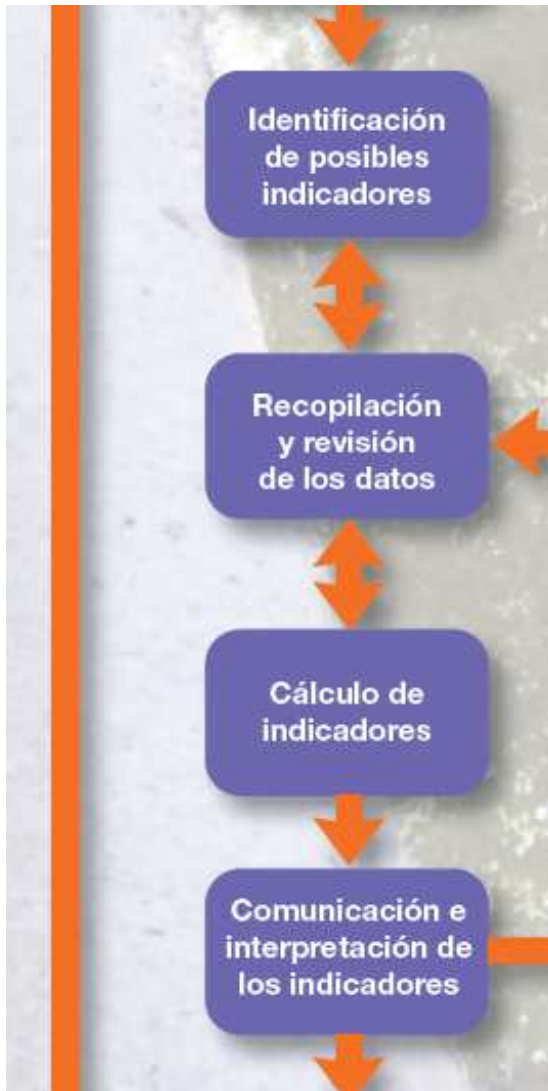 Identificación
de posibles
indicadores
Recopilación
y revisión
de los datos
Cálculo de
indicadores
Comunicación e
interpretación de
los indicadores